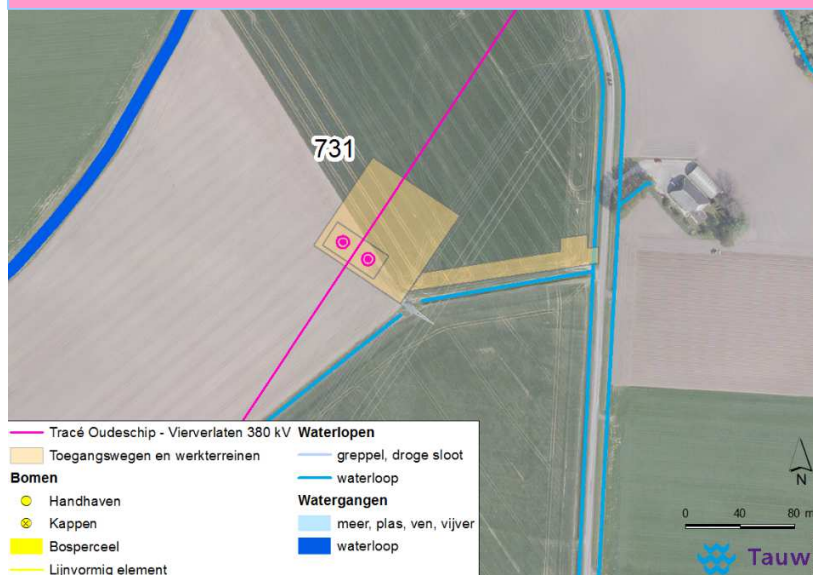 731
Tracé Oudeschip - Vierverlaten 380 kV
Toegangswegen en werkterreinen
Bomen
Handhaven
Kappen
Bosperceel
Lijnvormig element
Waterlopen
greppel, droge sloot
waterloop
Watergangen
meer, plas, ven, vijver
waterloop
N
0 40 80 m
Tauw